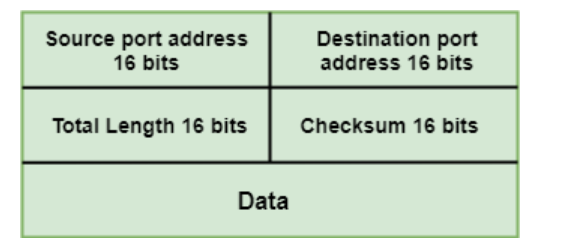 Source port address
16 bits
Destination port
address 16 bits
Total Length 16 bits
Checksum 16 bits
Data